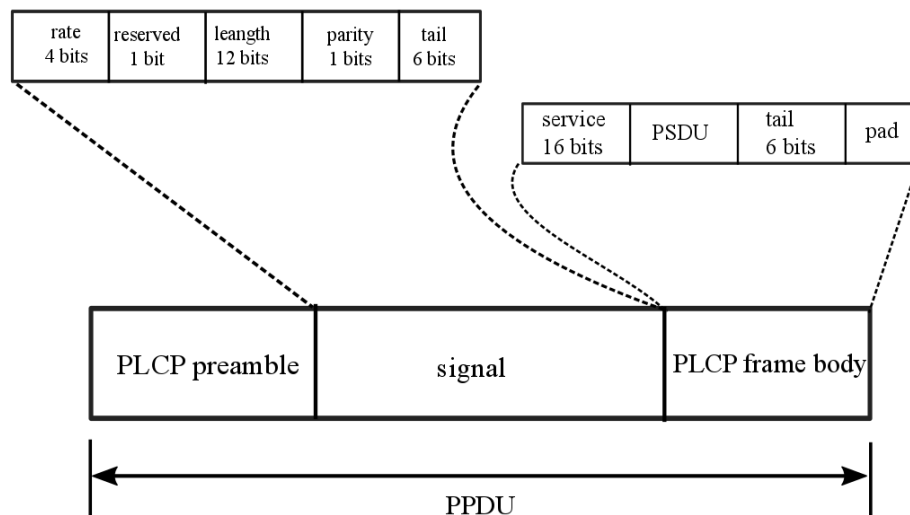 rate reserved leangth parity tail
4 bits 1 bit 12 bits 1 bits 6 bits
service PSDU tail pad
16 bits 6 bits
PLCP preamble signal PLCP frame body
PPDU